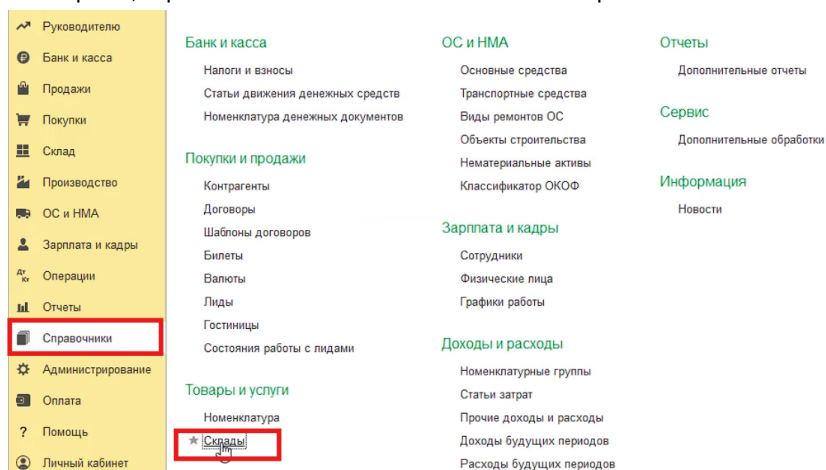 Руководителю
Банк и касса
Продажи
Покупки
Склад
Производство
ОС и НМА
Зарплата и кадры
Дт Кт Операции
Отчеты
Справочники
Администрирование
Оплата
? Помощь
Личный кабинет
Банк и касса
Налоги и взносы
Статьи движения денежных средств
Номенклатура денежных документов
Покупки и продажи
Контрагенты
Договоры
Шаблоны договоров
Билеты
Валюты
Лиды
Гостиницы
Состояния работы с лидами
Товары и услуги
Номенклатура
Склады
ОС и НМА
Основные средства
Транспортные средства
Виды ремонтов ОС
Объекты строительства
Нематериальные активы
Классификатор ОКОФ
Зарплата и кадры
Сотрудники
Физические лица
Графики работы
Доходы и расходы
Номенклатурные группы
Статьи затрат
Прочие доходы и расходы
Доходы будущих периодов
Расходы будущих периодов
Отчеты
Дополнительные отчеты
Сервис
Дополнительные обработки
Информация
Новости